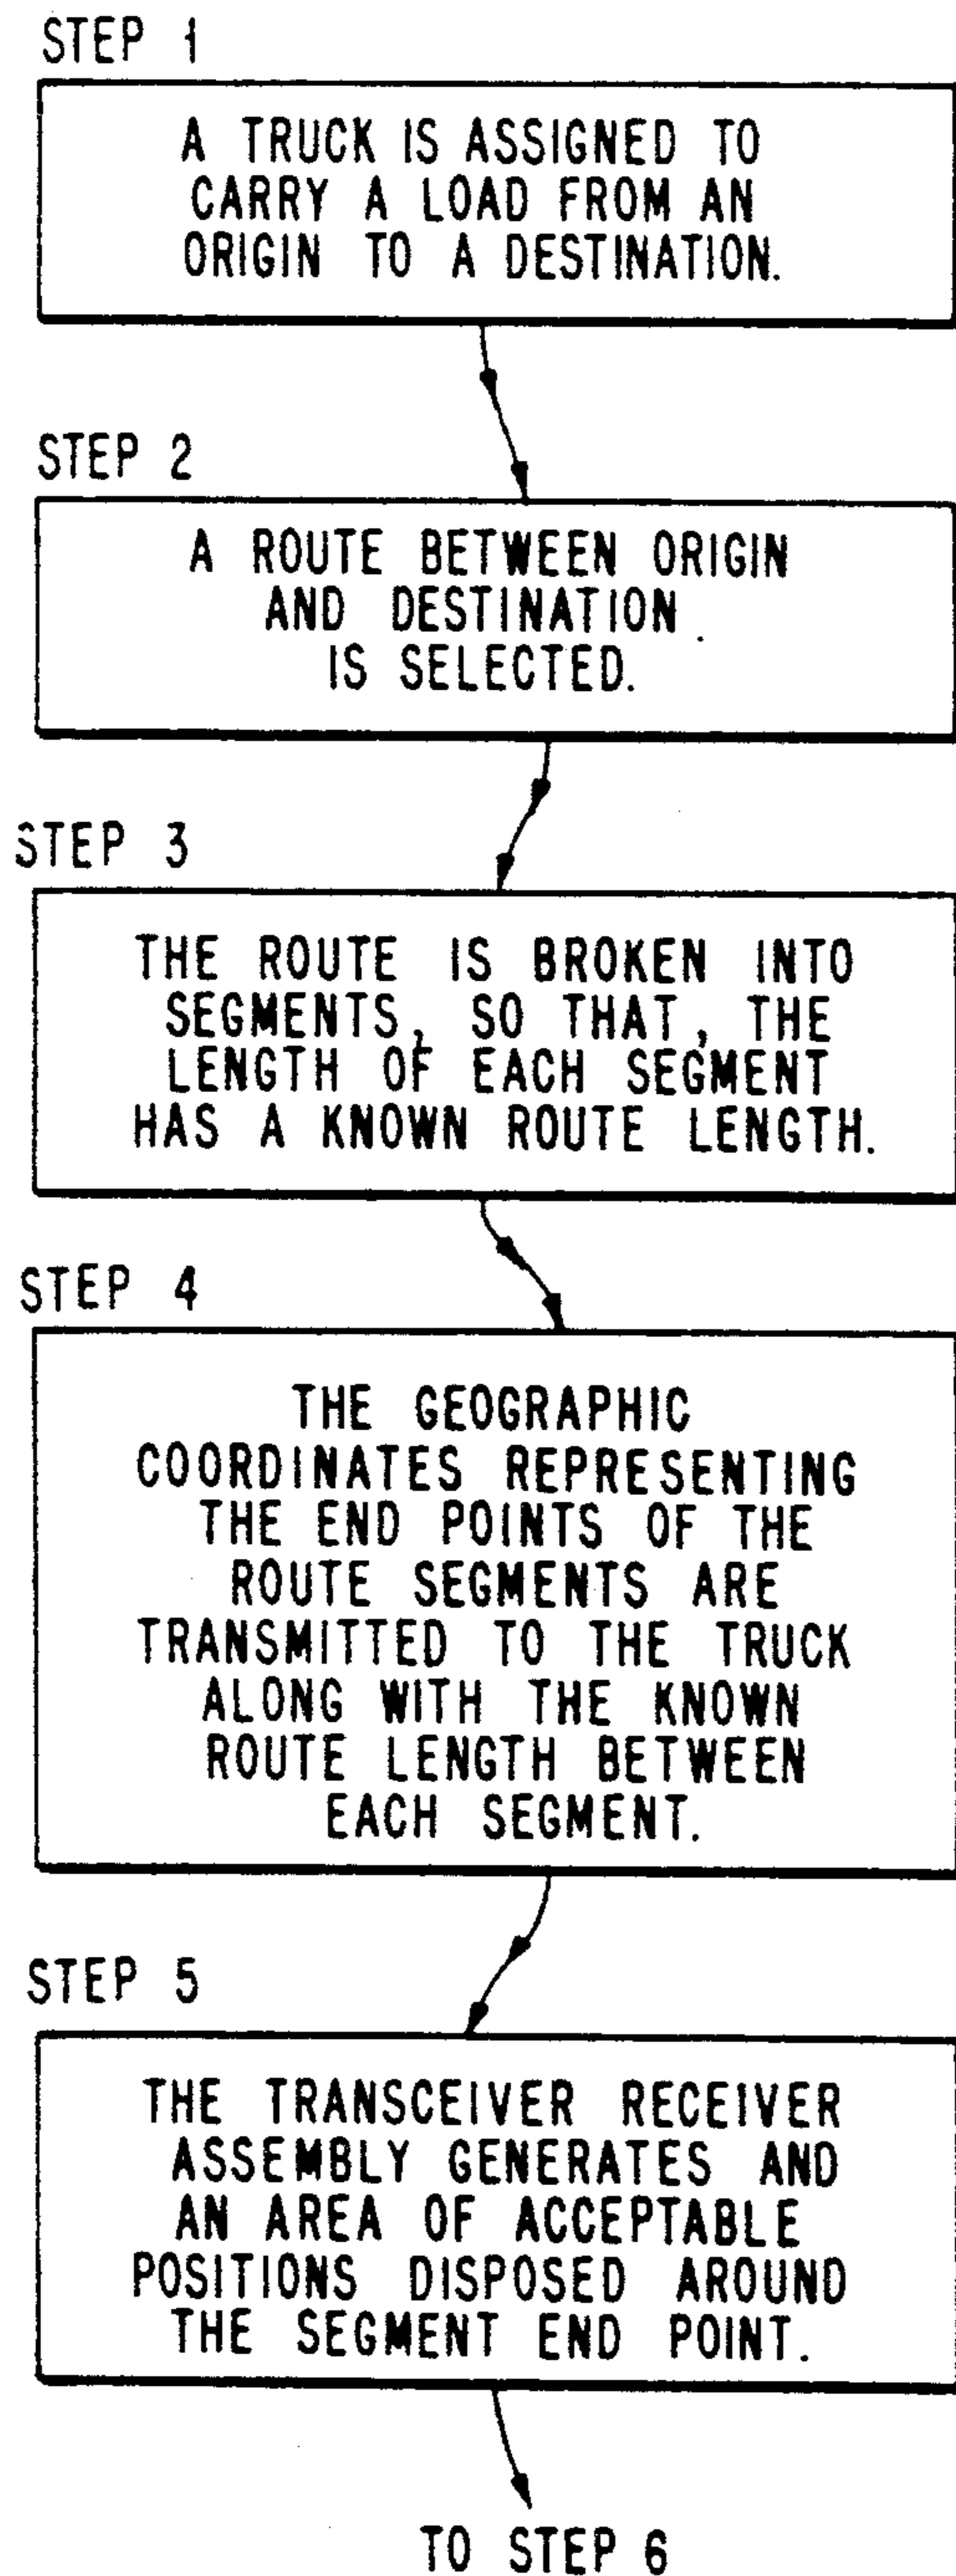 STEP 1
A TRUCK IS ASSIGNED TO
CARRY A LOAD FROM AN
ORIGIN TO A DESTINATION.
STEP 2
A ROUTE BETWEEN ORIGIN
AND DESTINATION
IS SELECTED.
STEP 3
THE ROUTE IS BROKEN INTO
SEGMENTS, SO THAT, THE
LENGTH OF EACH SEGMENT
HAS A KNOWN ROUTE LENGTH.
STEP 4
THE GEOGRAPHIC
COORDINATES REPRESENTING
THE END POINTS OF THE
ROUTE SEGMENTS ARE
TRANSMITTED TO THE TRUCK
ALONG WITH THE KNOWN
ROUTE LENGTH BETWEEN
EACH SEGMENT.
STEP 5
THE TRANSCEIVER RECEIVER
ASSEMBLY GENERATES AND
AN AREA OF ACCEPTABLE
POSITIONS DISPOSED AROUND
THE SEGMENT END POINT.
TO STEP 6